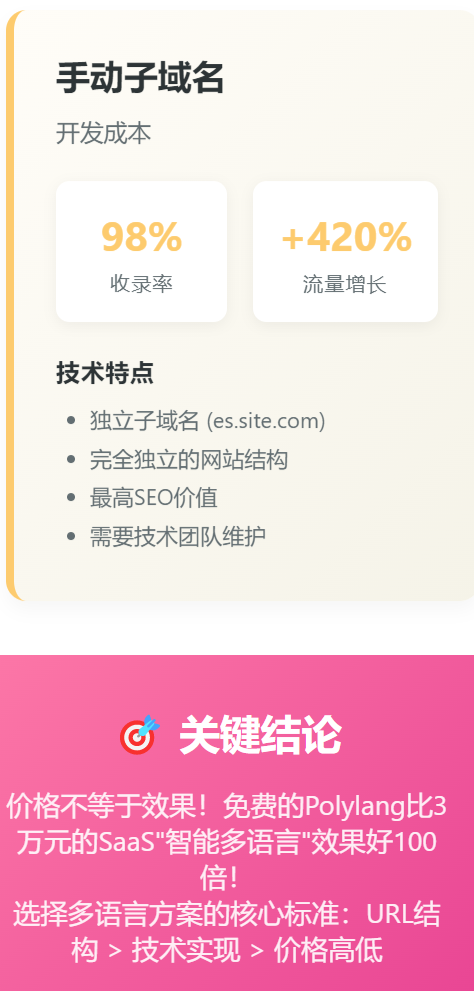 手动子域名
开发成本
98%
收录率
+420%
流量增长
技术特点
独立子域名 (es.site.com)
完全独立的网站结构
最高SEO价值
需要技术团队维护
🎯 关键结论
价格不等于效果！免费的Polylang比3
万元的SaaS"智能多语言"效果好100
倍！
选择多语言方案的核心标准：URL结
构 > 技术实现 > 价格高低